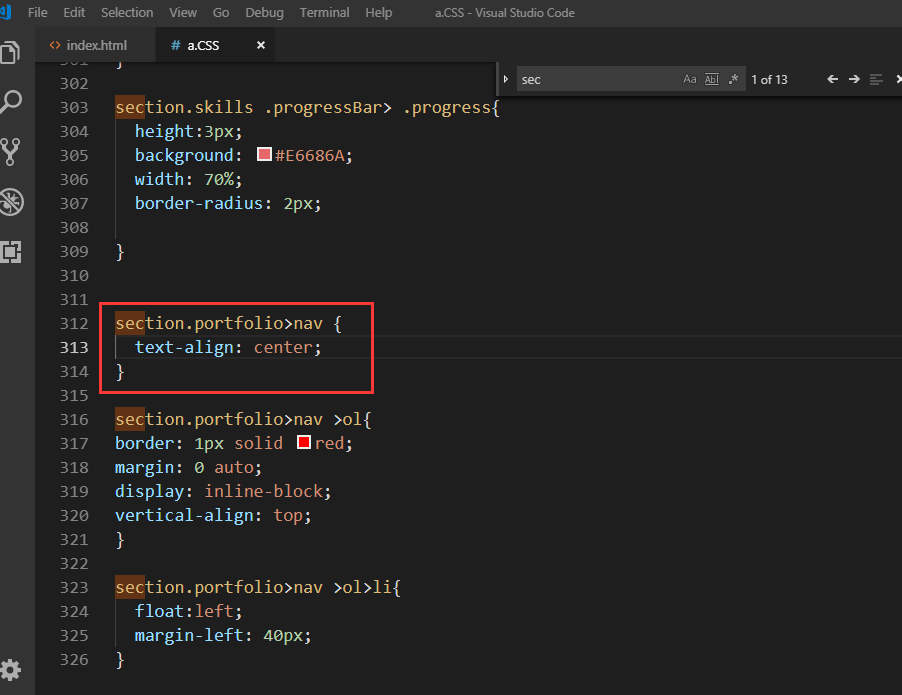 File Edit Selection View Go Debug Terminal Help a.CSS - Visual Studio Code
<> index.html # a.CSS ×
sec Aa Abl .* 1 of 13
301 }
302
303 section.skills .progressBar> .progress{
304 height:3px;
305 background: #E6686A;
306 width: 70%;
307 border-radius: 2px;
308
309 }
310
311
312 section.portfolio>nav {
313 text-align: center;
314 }
315
316 section.portfolio>nav >ol{
317 border: 1px solid red;
318 margin: 0 auto;
319 display: inline-block;
320 vertical-align: top;
321 }
322
323 section.portfolio>nav >ol>li{
324 float:left;
325 margin-left: 40px;
326 }